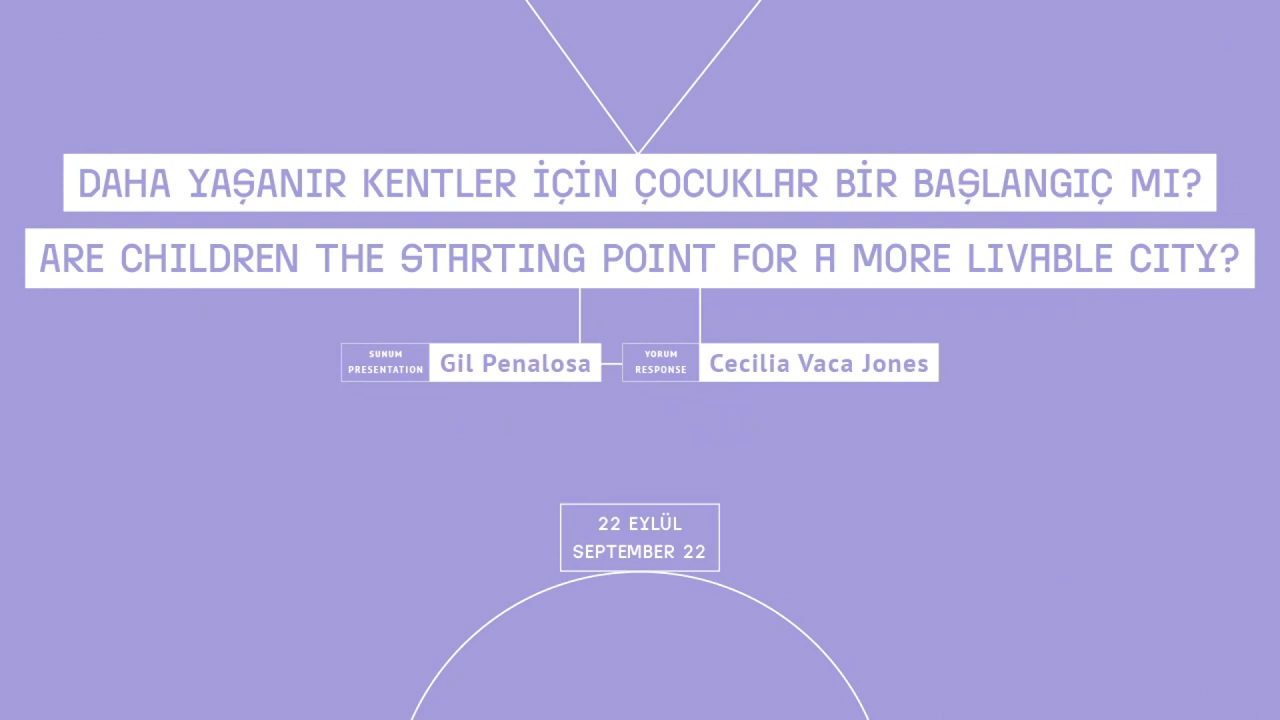 DAHA YAŞANIR KENTLER İÇİN ÇOCUKLAR BİR BAŞLANGIÇ MI?
ARE CHILDREN THE STARTING POINT FOR A MORE LIVABLE CITY?
SUNUM
PRESENTATION
Gil Penalosa
YORUM
RESPONSE
Cecilia Vaca Jones
22 EYLÜL
SEPTEMBER 22